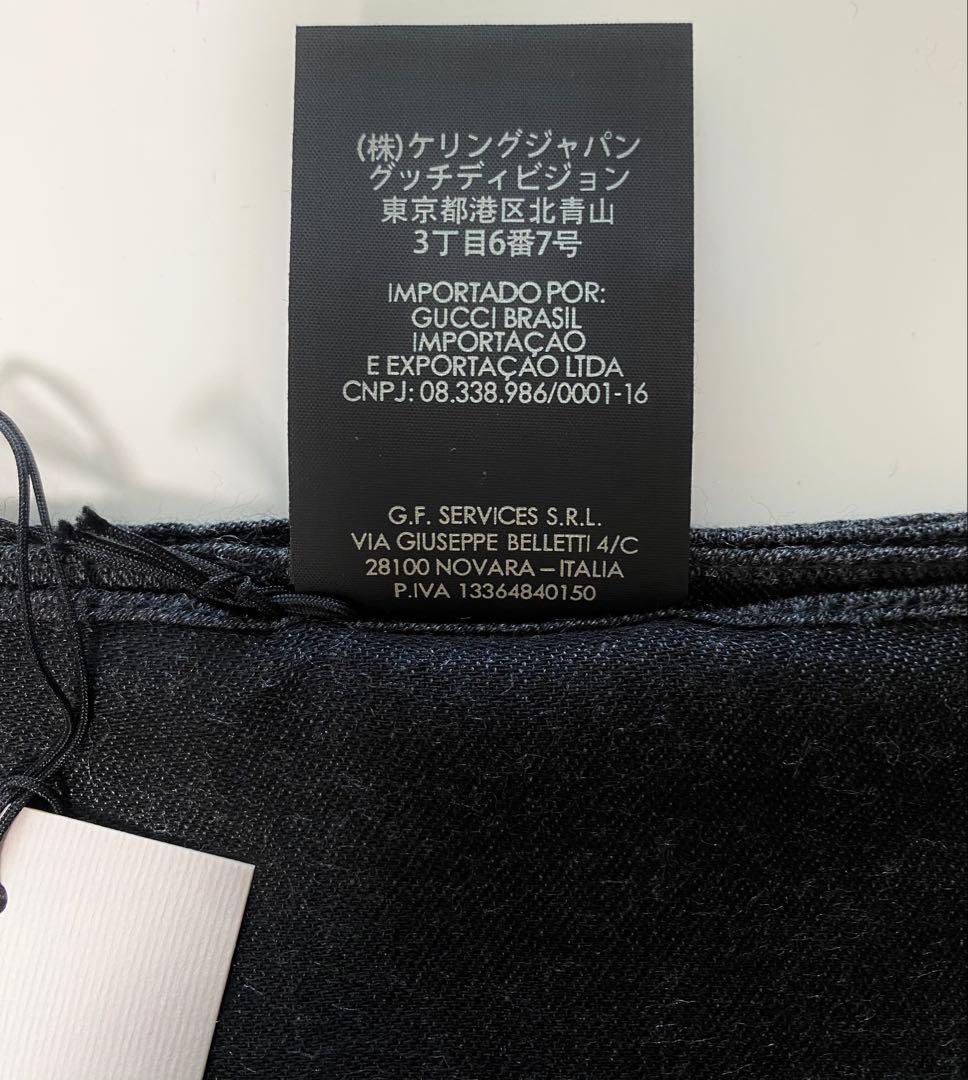 (株)ケリングジャパン
グッチディビジョン
東京都港区北青山
3丁目6番7号
IMPORTADO POR:
GUCCI BRASIL
IMPORTAÇAO
E EXPORTAÇAO LTDA
CNPJ: 08.338.986/0001-16
G.F. SERVICES S.R.L.
VIA GIUSEPPE BELLETTI 4/C
28100 NOVARA – ITALIA
P.IVA 13364840150